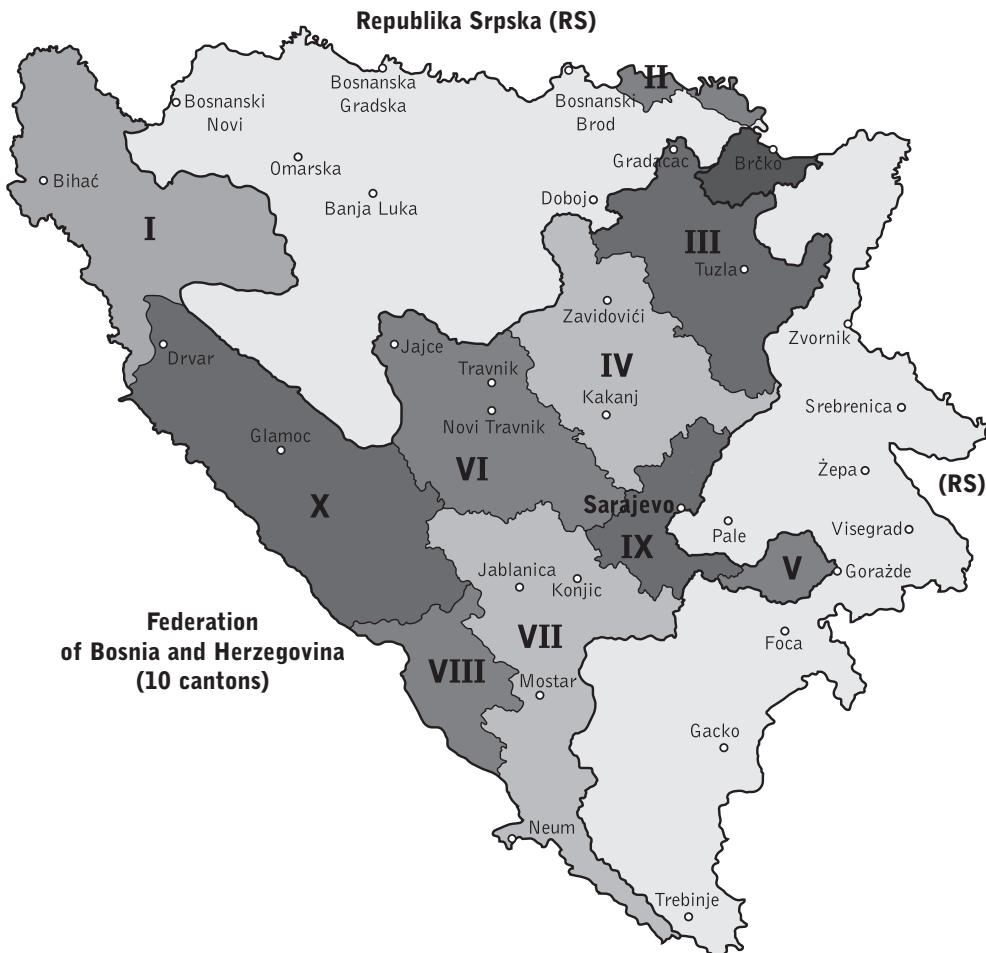 Republika Srpska (RS)
II
Bosnanska
Gradska
Bosnanski
Novi
Bosnanski
Brod
Gradacac
Brčko
Omarska
Bihać
Banja Luka
Doboj
I
III
Tuzla
Zavidovići
Zvornik
Drvar
Jajce
Travnik
IV
Kakanj
Srebrenica
Novi Travnik
Glamoc
VI
Żepa
(RS)
X
Sarajevo
Pale
Visegrad
IX
V
Goražde
Jablanica
Konjic
Federation
of Bosnia and Herzegovina
(10 cantons)
VII
Foca
VIII
Mostar
Gacko
Neum
Trebinje